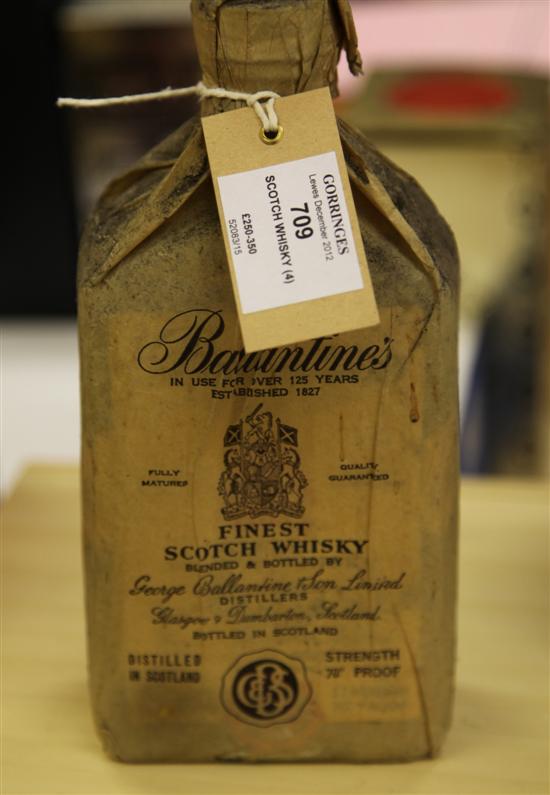 GORRINGES
Lewes December 2012
709
SCOTCH WHISKY (4)
£250-350
52083/15
Ballantine's
IN USE FOR OVER 125 YEARS
ESTABLISHED 1827
FULLY
MATURED
QUALITY
GUARANTEED
FINEST
SCOTCH WHISKY
BLENDED & BOTTLED BY
George Ballantine & Son Limited
DISTILLERS
Glasgow & Dumbarton, Scotland
BOTTLED IN SCOTLAND
DISTILLED
IN SCOTLAND
STRENGTH
70° PROOF